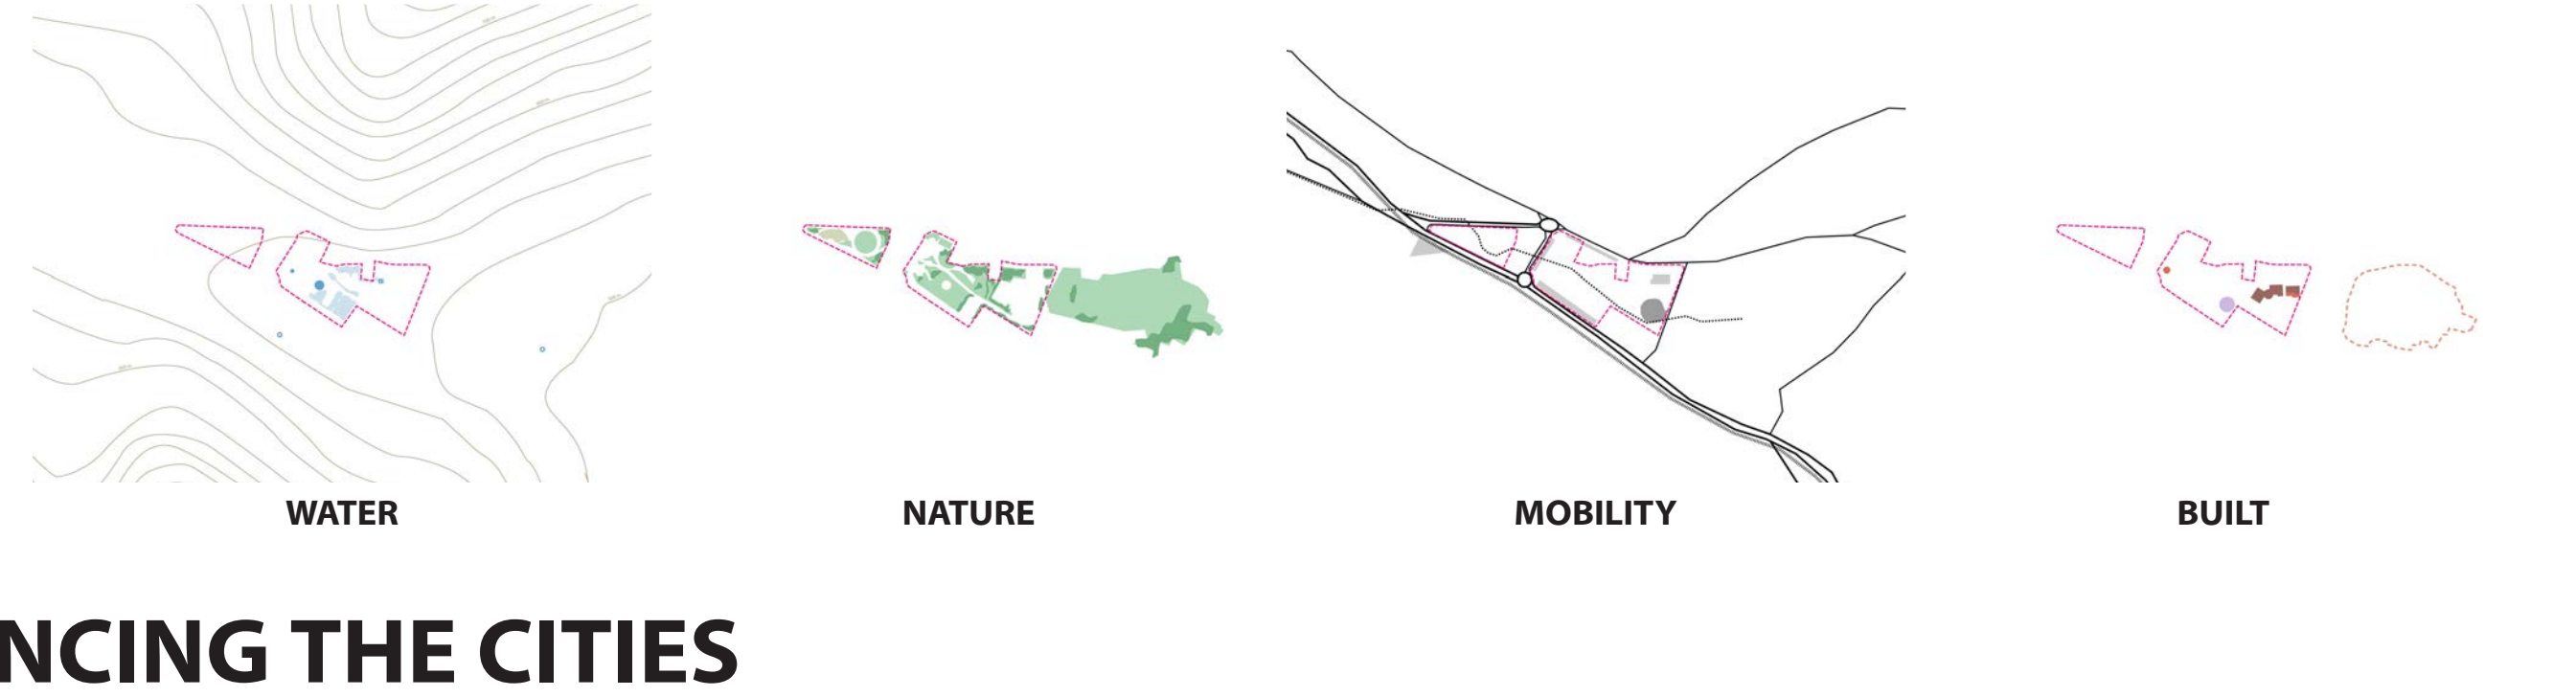 WATER
NATURE
MOBILITY
BUILT
NCING THE CITIES